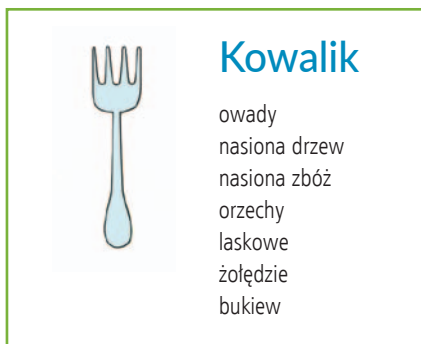 Kowalik
owady
nasiona drzew
nasiona zbóż
orzechy
laskowe
żołędzie
bukiew